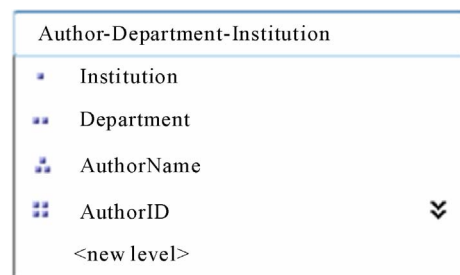 Author-Department-Institution
Institution
Department
AuthorName
AuthorID
<new level>